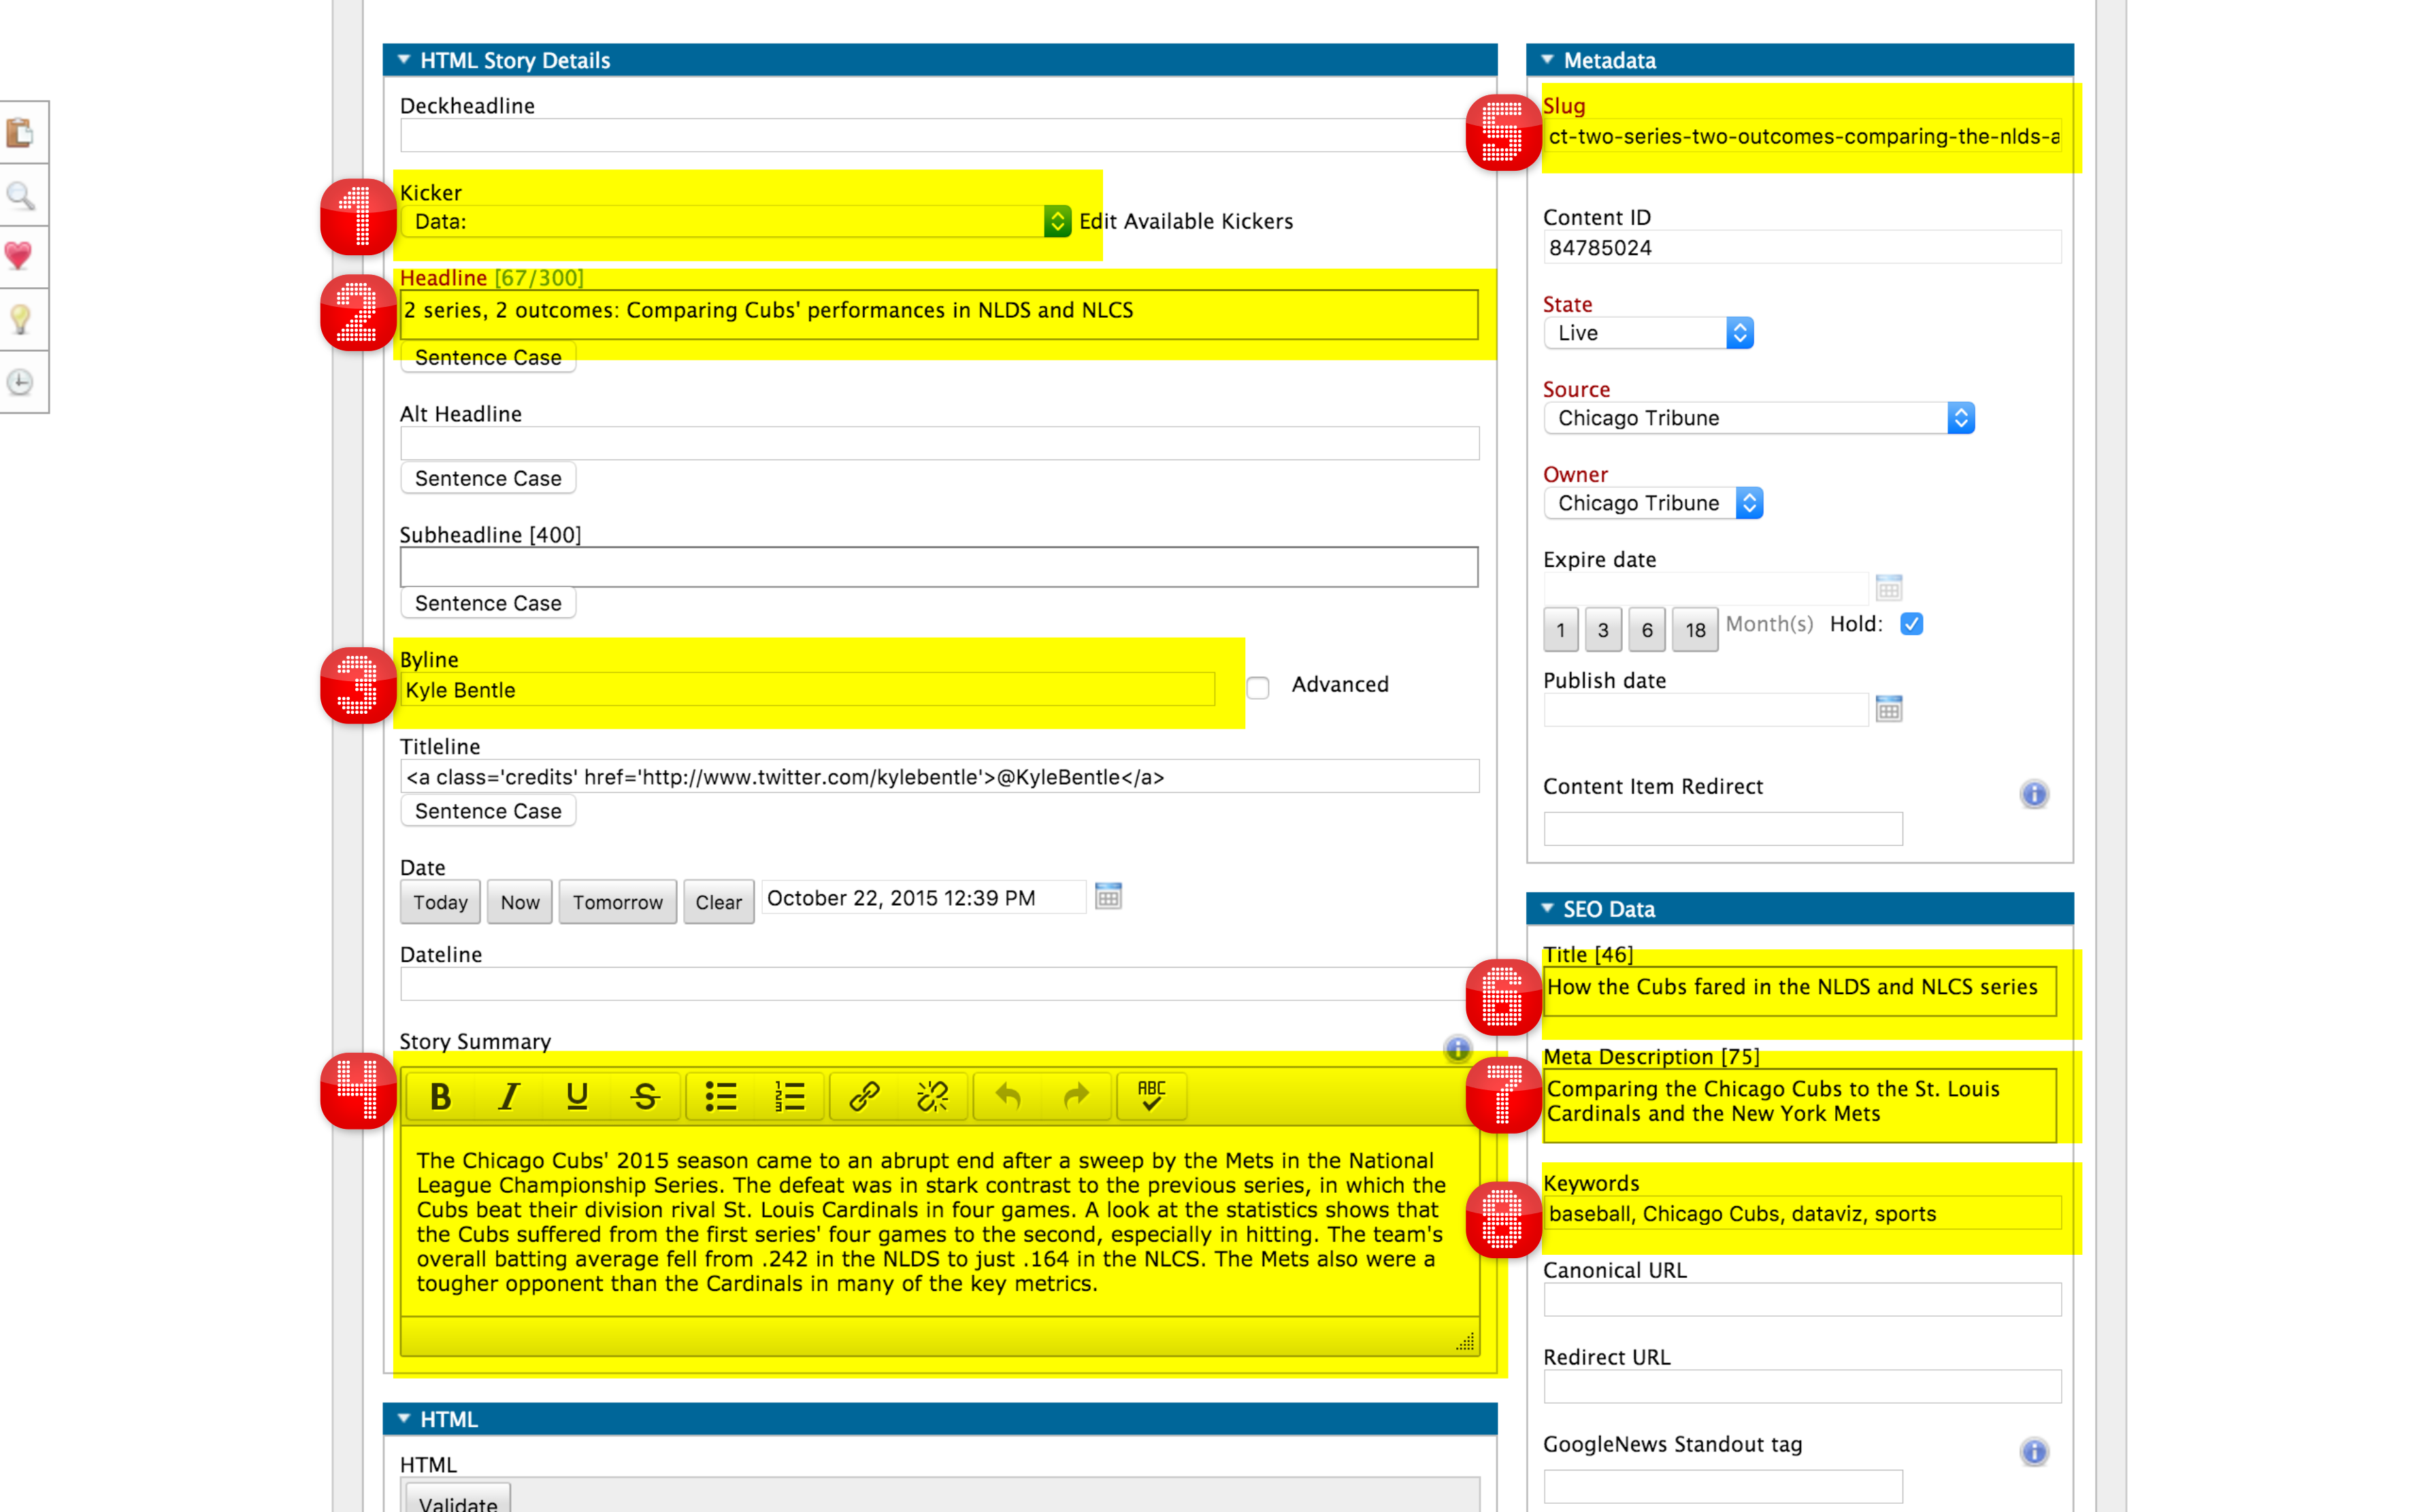 HTML Story Details
Deckheadline
1
Kicker
Data:
Edit Available Kickers
2
Headline [67/300]
2 series, 2 outcomes: Comparing Cubs' performances in NLDS and NLCS
Sentence Case
Alt Headline
Sentence Case
Subheadline [400]
Sentence Case
3
Byline
Kyle Bentle
Advanced
Titleline
<a class='credits' href='http://www.twitter.com/kylebentle'>@KyleBentle</a>
Sentence Case
Date
Today Now Tomorrow Clear October 22, 2015 12:39 PM
Dateline
Story Summary
4
B I U S ABC
The Chicago Cubs' 2015 season came to an abrupt end after a sweep by the Mets in the National
League Championship Series. The defeat was in stark contrast to the previous series, in which the
Cubs beat their division rival St. Louis Cardinals in four games. A look at the statistics shows that
the Cubs suffered from the first series' four games to the second, especially in hitting. The team's
overall batting average fell from .242 in the NLDS to just .164 in the NLCS. The Mets also were a
tougher opponent than the Cardinals in many of the key metrics.
HTML
HTML
Validate
Metadata
5
Slug
ct-two-series-two-outcomes-comparing-the-nlds-a
Content ID
84785024
State
Live
Source
Chicago Tribune
Owner
Chicago Tribune
Expire date
1 3 6 18 Month(s) Hold:
Publish date
Content Item Redirect
SEO Data
6
Title [46]
How the Cubs fared in the NLDS and NLCS series
7
Meta Description [75]
Comparing the Chicago Cubs to the St. Louis
Cardinals and the New York Mets
8
Keywords
baseball, Chicago Cubs, dataviz, sports
Canonical URL
Redirect URL
GoogleNews Standout tag